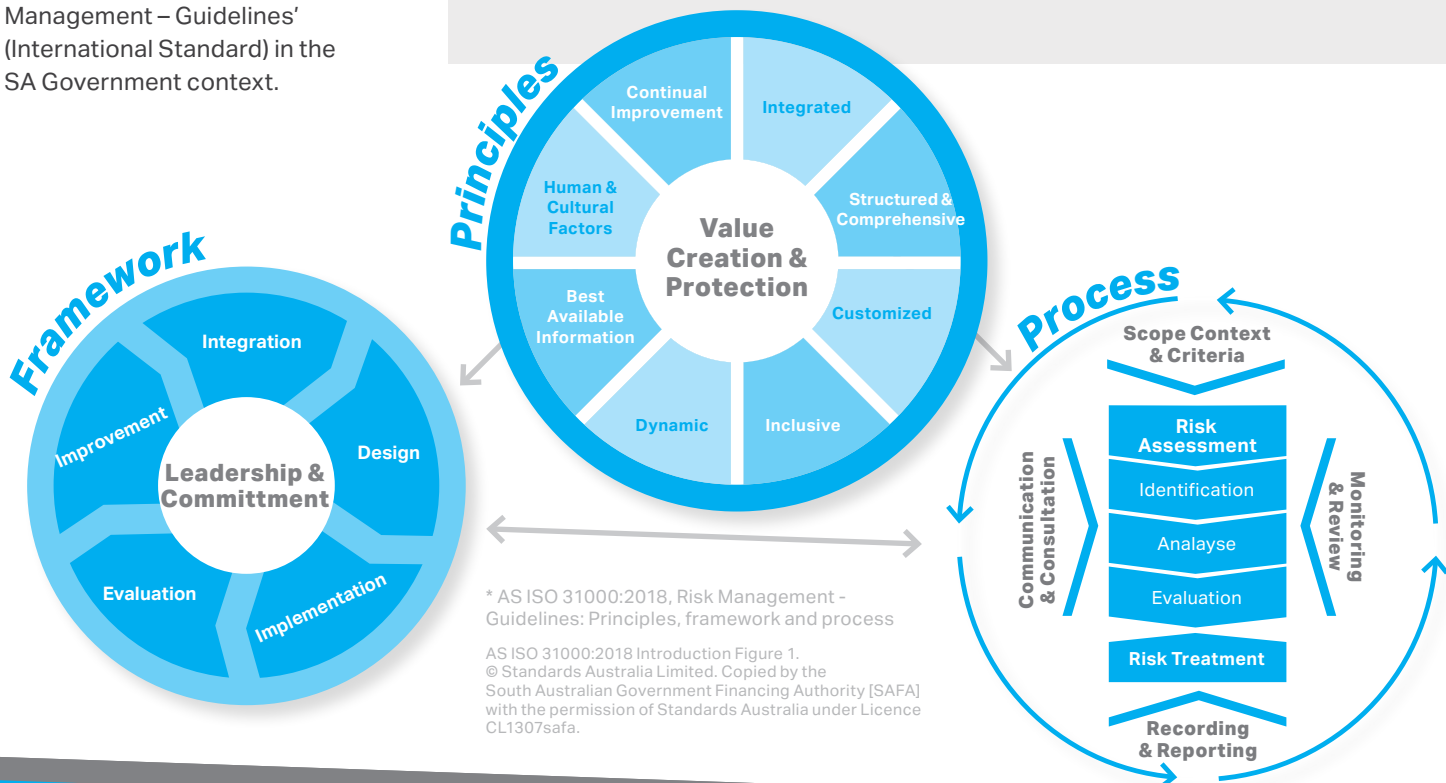 Management – Guidelines’
(International Standard) in the
SA Government context.
Principles
Continual
Improvement
Integrated
Structured &
Comprehensive
Customized
Inclusive
Dynamic
Best
Available
Information
Human &
Cultural
Factors
Value
Creation &
Protection
Framework
Integration
Design
Implementation
Evaluation
Improvement
Leadership &
Committment
Process
Scope Context
& Criteria
Communication
& Consultation
Risk
Assessment
Identification
Analayse
Evaluation
Risk Treatment
Monitoring
& Review
Recording
& Reporting
* AS ISO 31000:2018, Risk Management -
Guidelines: Principles, framework and process
AS ISO 31000:2018 Introduction Figure 1.
© Standards Australia Limited. Copied by the
South Australian Government Financing Authority [SAFA]
with the permission of Standards Australia under Licence
CL1307safa.